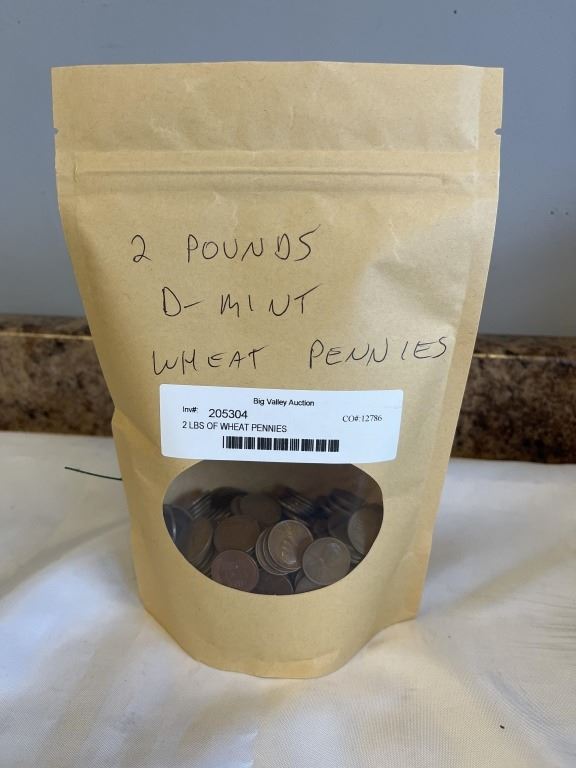 2 POUNDS
D-MINT
WHEAT PENNIES
Big Valley Auction
Inv#: 205304 CO#:12786
2 LBS OF WHEAT PENNIES